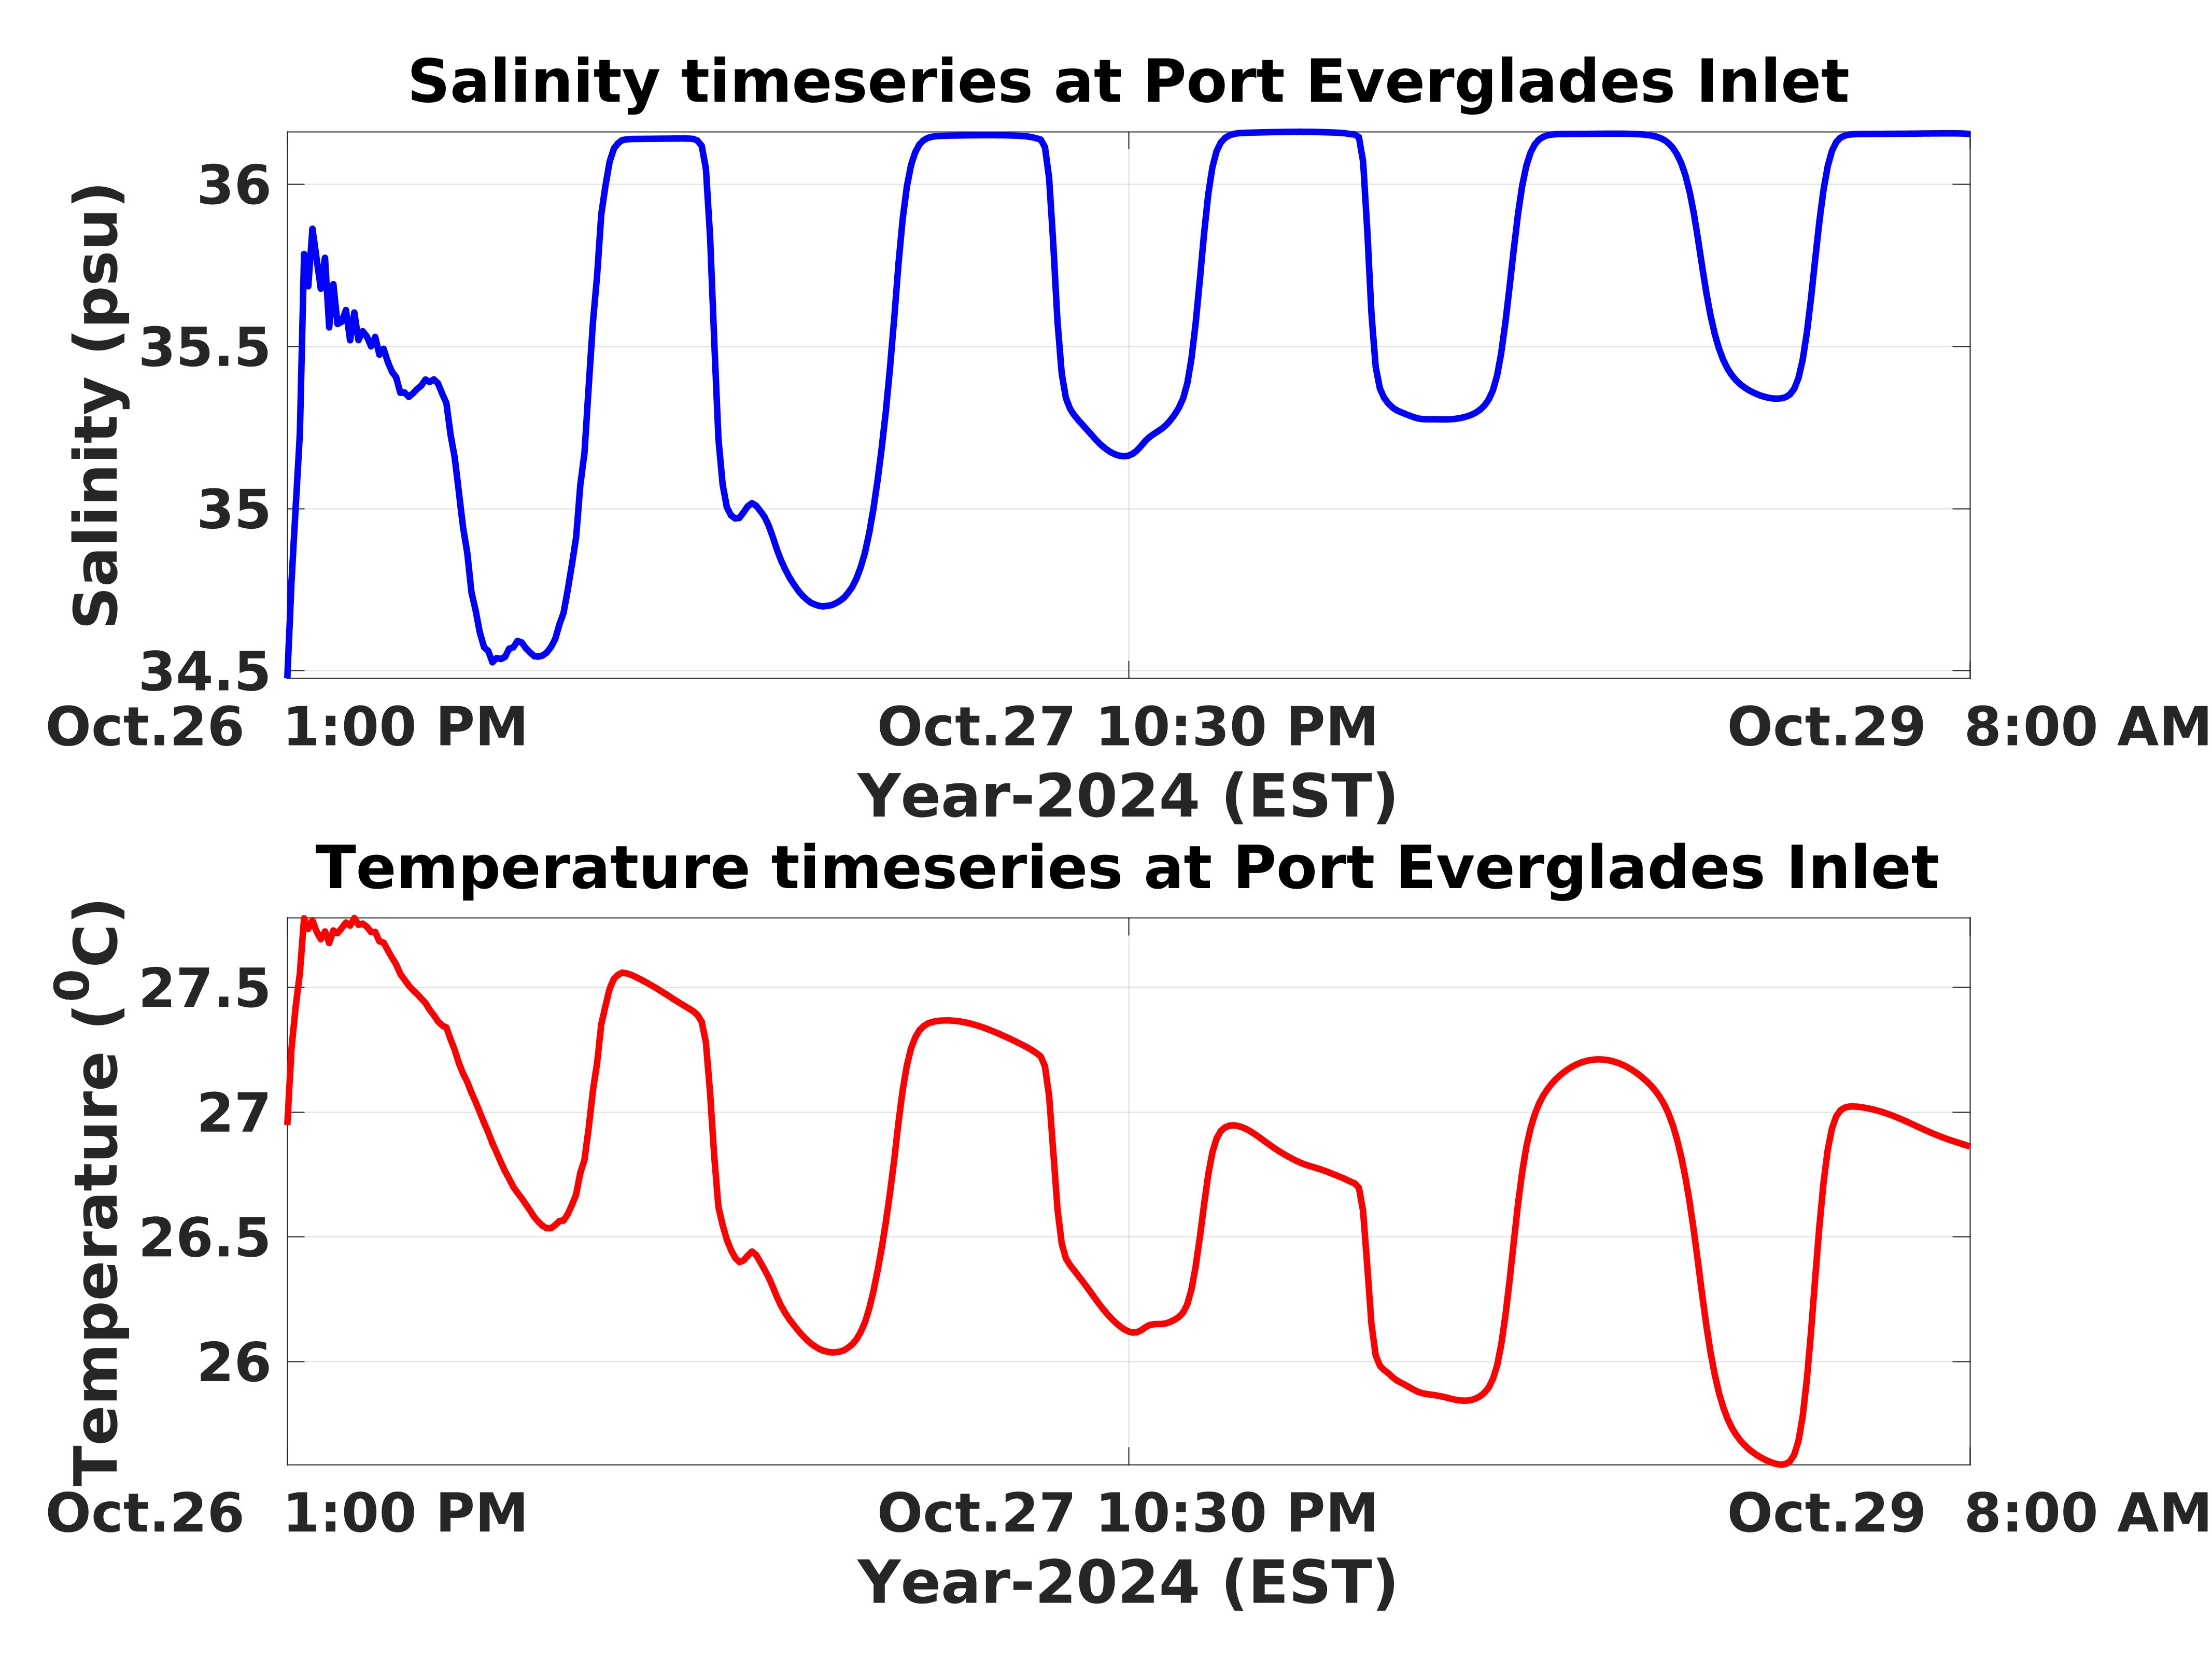 Salinity timeseries at Port Everglades Inlet
Salinity (psu)
36
35.5
35
34.5
Oct.26  1:00 PM
Oct.27 10:30 PM
Oct.29  8:00 AM
Year-2024 (EST)
Temperature timeseries at Port Everglades Inlet
Temperature (⁰C)
27.5
27
26.5
26
Oct.26  1:00 PM
Oct.27 10:30 PM
Oct.29  8:00 AM
Year-2024 (EST)